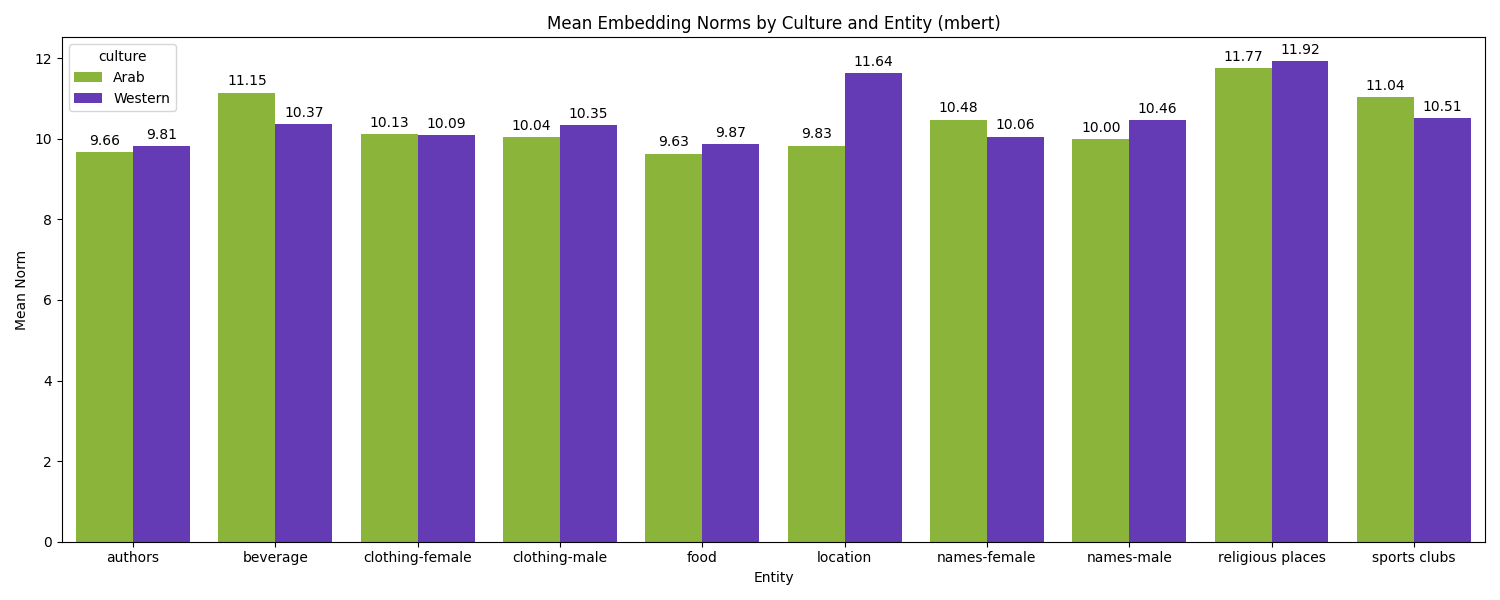 Mean Embedding Norms by Culture and Entity (mbert)
culture
Arab
Western
Mean Norm
12
10
8
6
4
2
0
9.66
9.81
11.15
10.37
10.13
10.09
10.04
10.35
9.63
9.87
9.83
11.64
10.48
10.06
10.00
10.46
11.77
11.92
11.04
10.51
authors
beverage
clothing-female
clothing-male
food
location
names-female
names-male
religious places
sports clubs
Entity